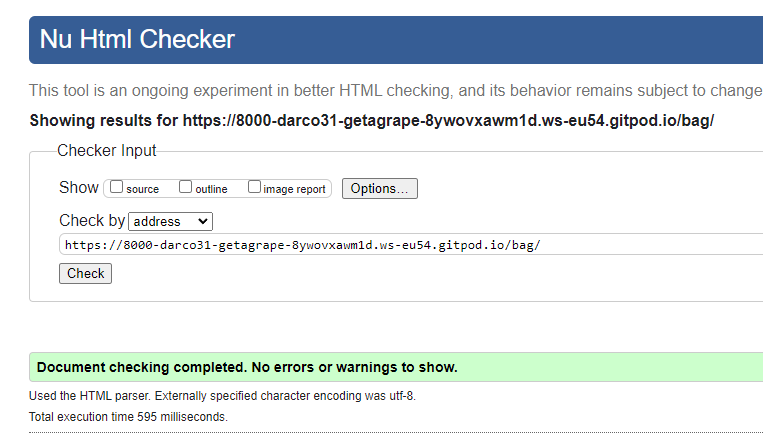 Nu Html Checker
This tool is an ongoing experiment in better HTML checking, and its behavior remains subject to change
Showing results for https://8000-darco31-getagrape-8ywovxawm1d.ws-eu54.gitpod.io/bag/
Checker Input
Show source outline image report Options...
Check by address
https://8000-darco31-getagrape-8ywovxawm1d.ws-eu54.gitpod.io/bag/
Check
Document checking completed. No errors or warnings to show.
Used the HTML parser. Externally specified character encoding was utf-8.
Total execution time 595 milliseconds.